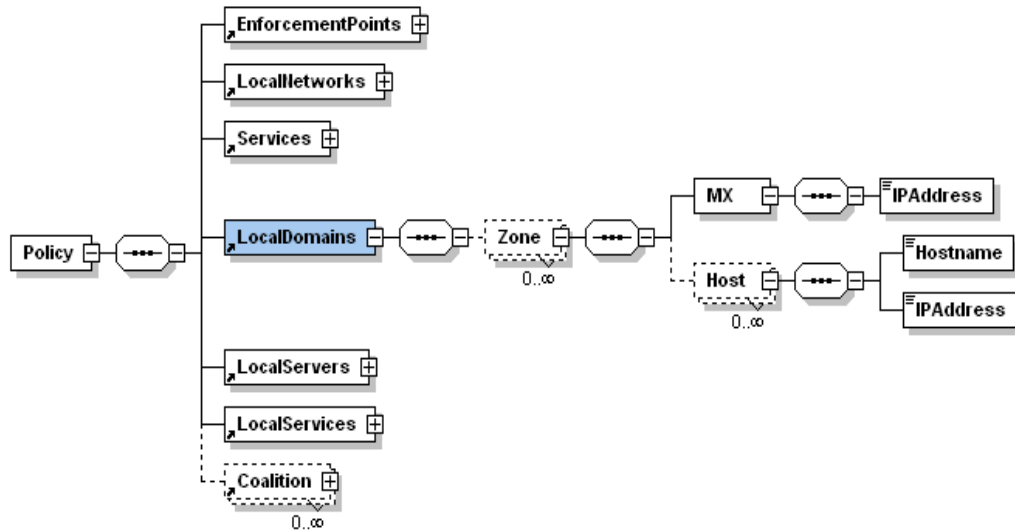 EnforcementPoints
LocalNetworks
Services
MX
IPAddress
Policy
LocalDomains
Zone
0..∞
Hostname
Host
0..∞
IPAddress
LocalServers
LocalServices
Coalition
0..∞